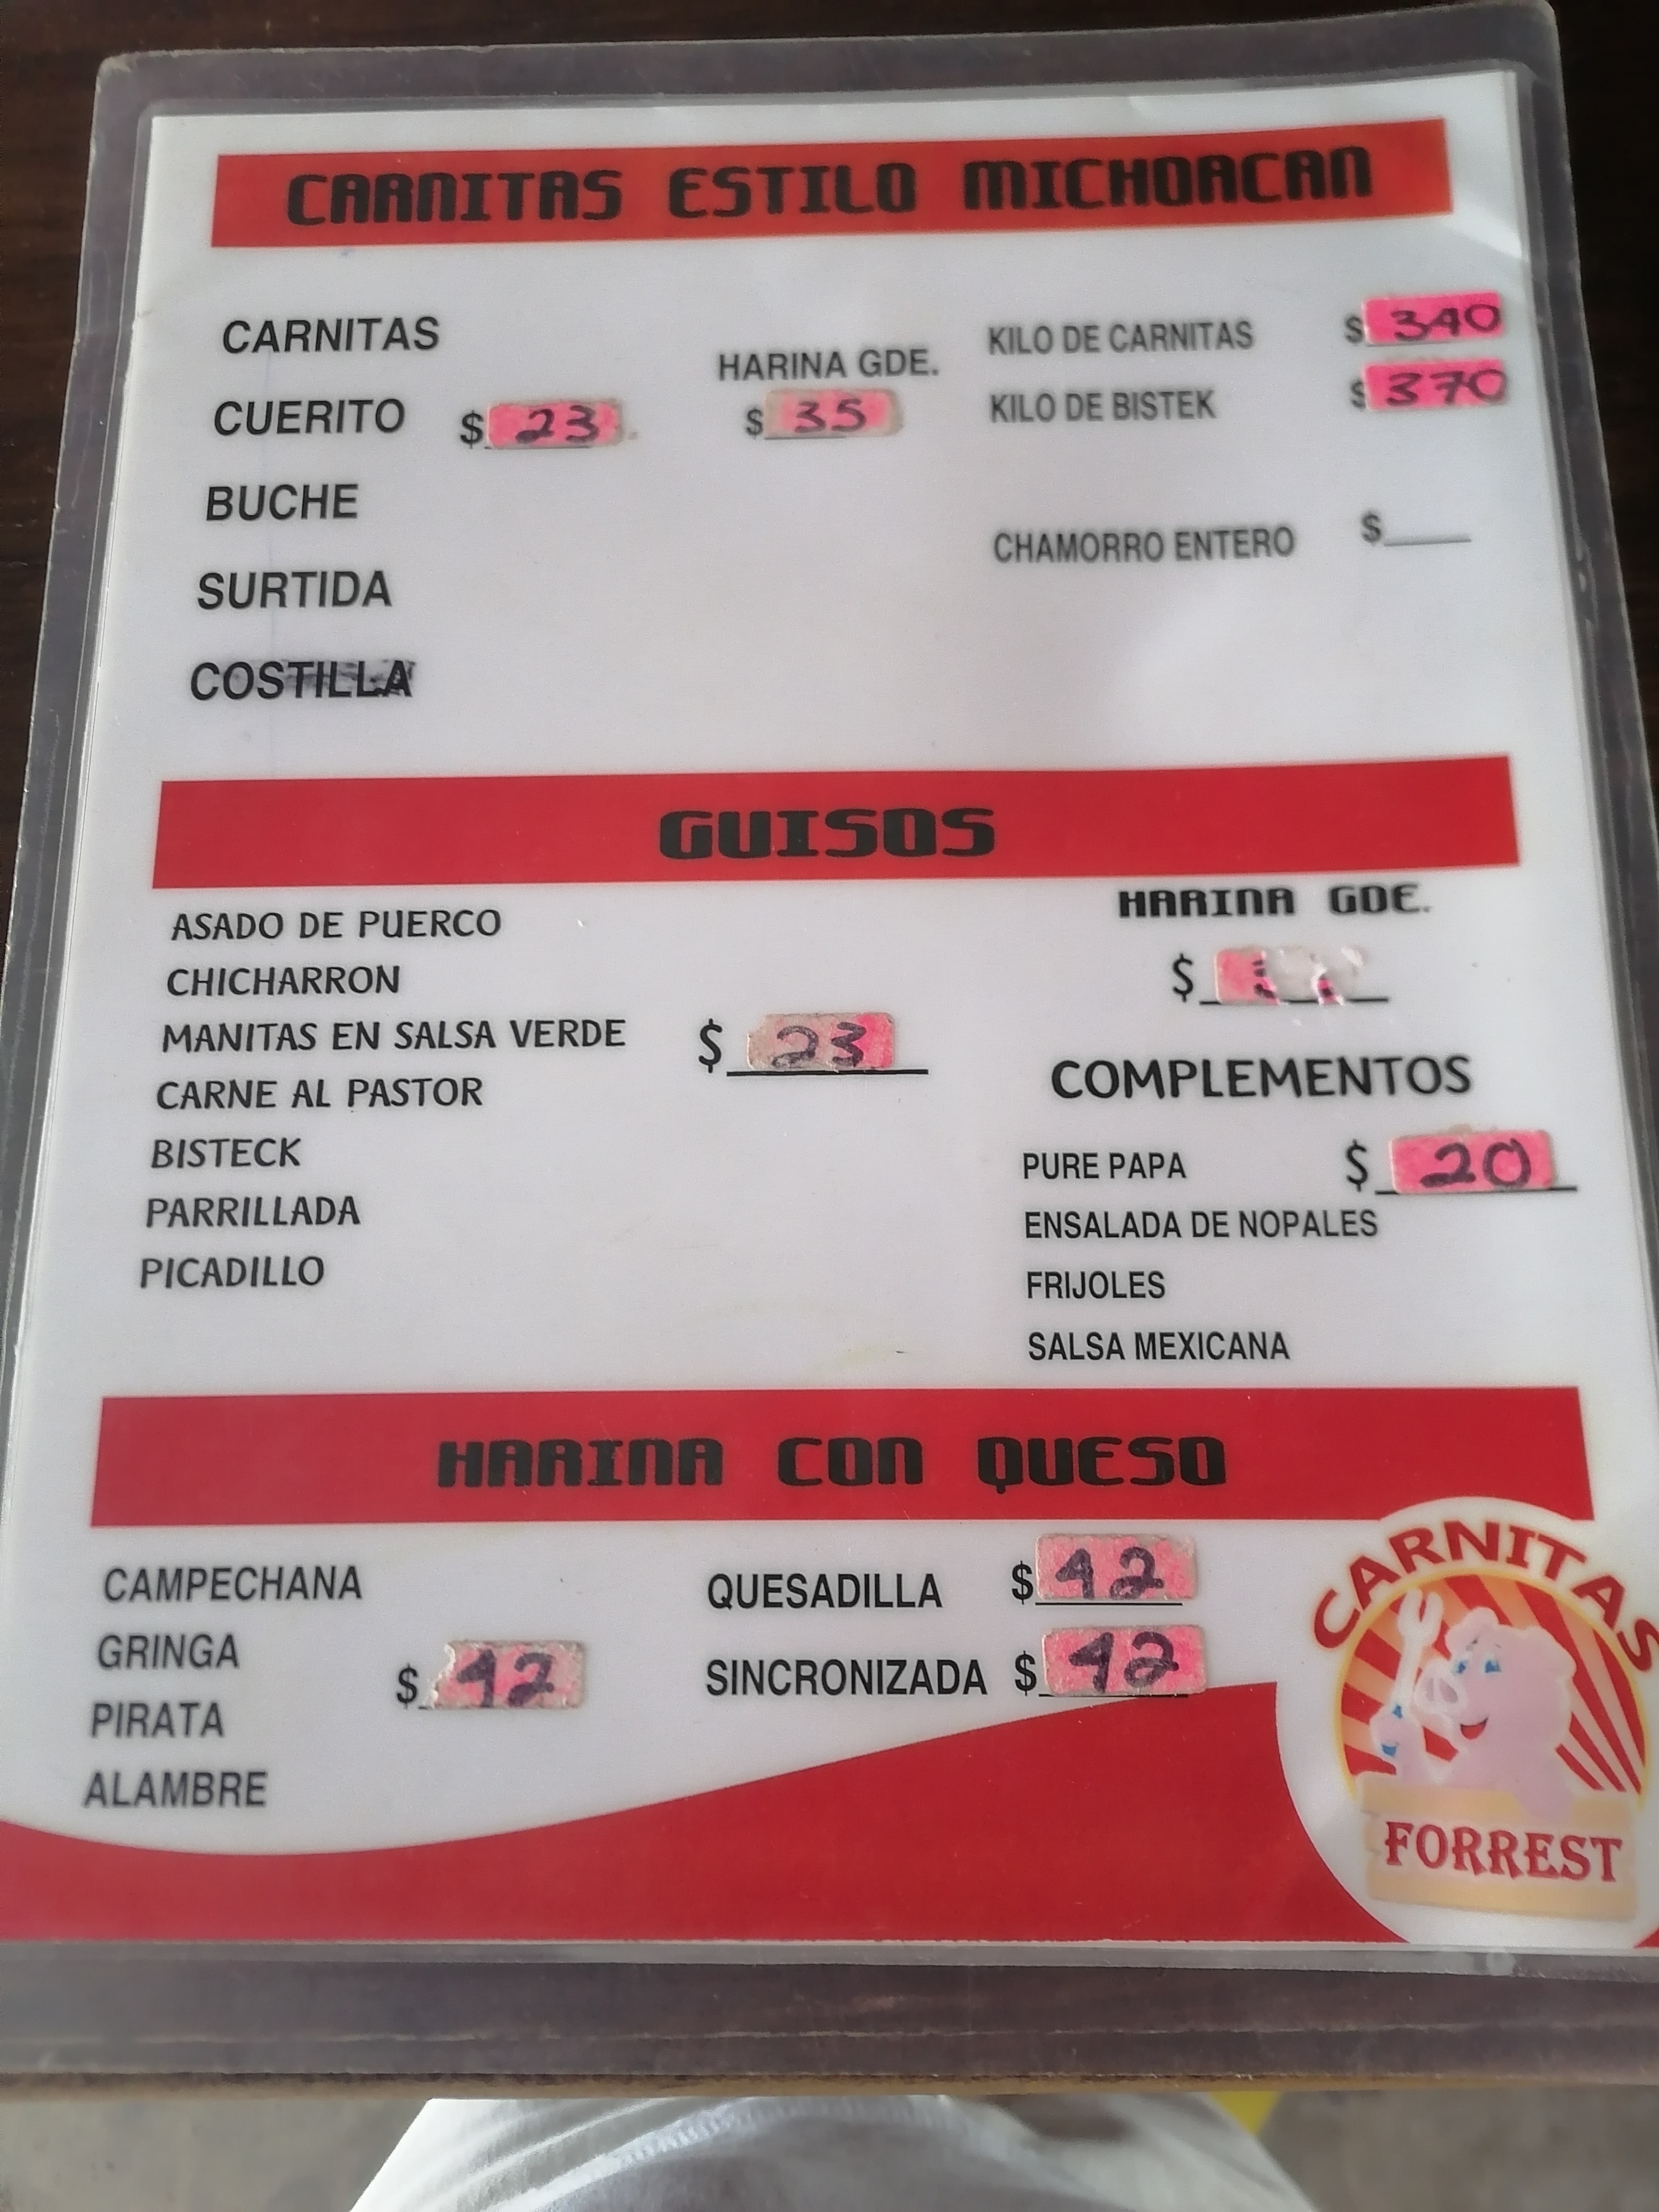 CARNITAS ESTILO MICHOACAN
CARNITAS
CUERITO $ 23
BUCHE
SURTIDA
COSTILLA
HARINA GDE.
$ 35
KILO DE CARNITAS $ 340
KILO DE BISTEK $ 370
CHAMORRO ENTERO $
GUISOS
ASADO DE PUERCO
CHICHARRON
MANITAS EN SALSA VERDE $ 23
CARNE AL PASTOR
BISTECK
PARRILLADA
PICADILLO
HARINA GDE.
$
COMPLEMENTOS
PURE PAPA $ 20
ENSALADA DE NOPALES
FRIJOLES
SALSA MEXICANA
HARINA CON QUESO
CAMPECHANA
GRINGA
$ 42
PIRATA
ALAMBRE
QUESADILLA $ 42
SINCRONIZADA $ 42
CARNITAS
FORREST